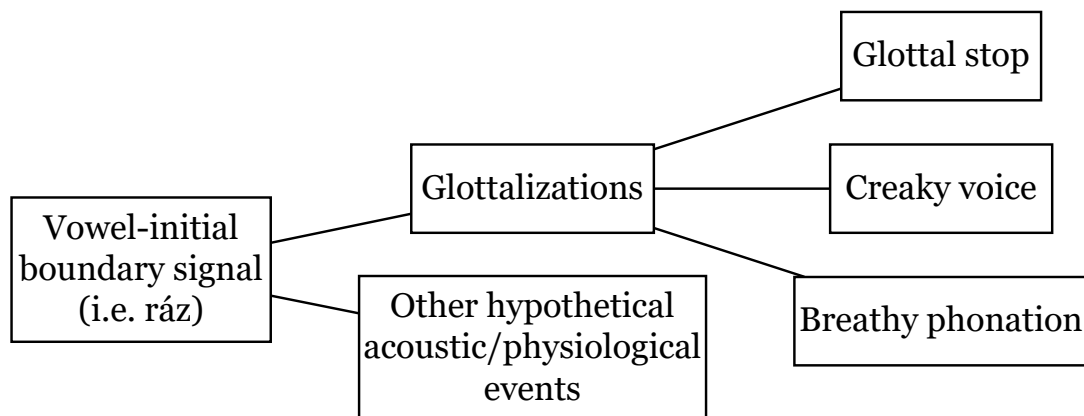 Glottal stop
Glottalizations
Creaky voice
Vowel-initial
boundary signal
(i.e. ráz)
Other hypothetical
acoustic/physiological
events
Breathy phonation